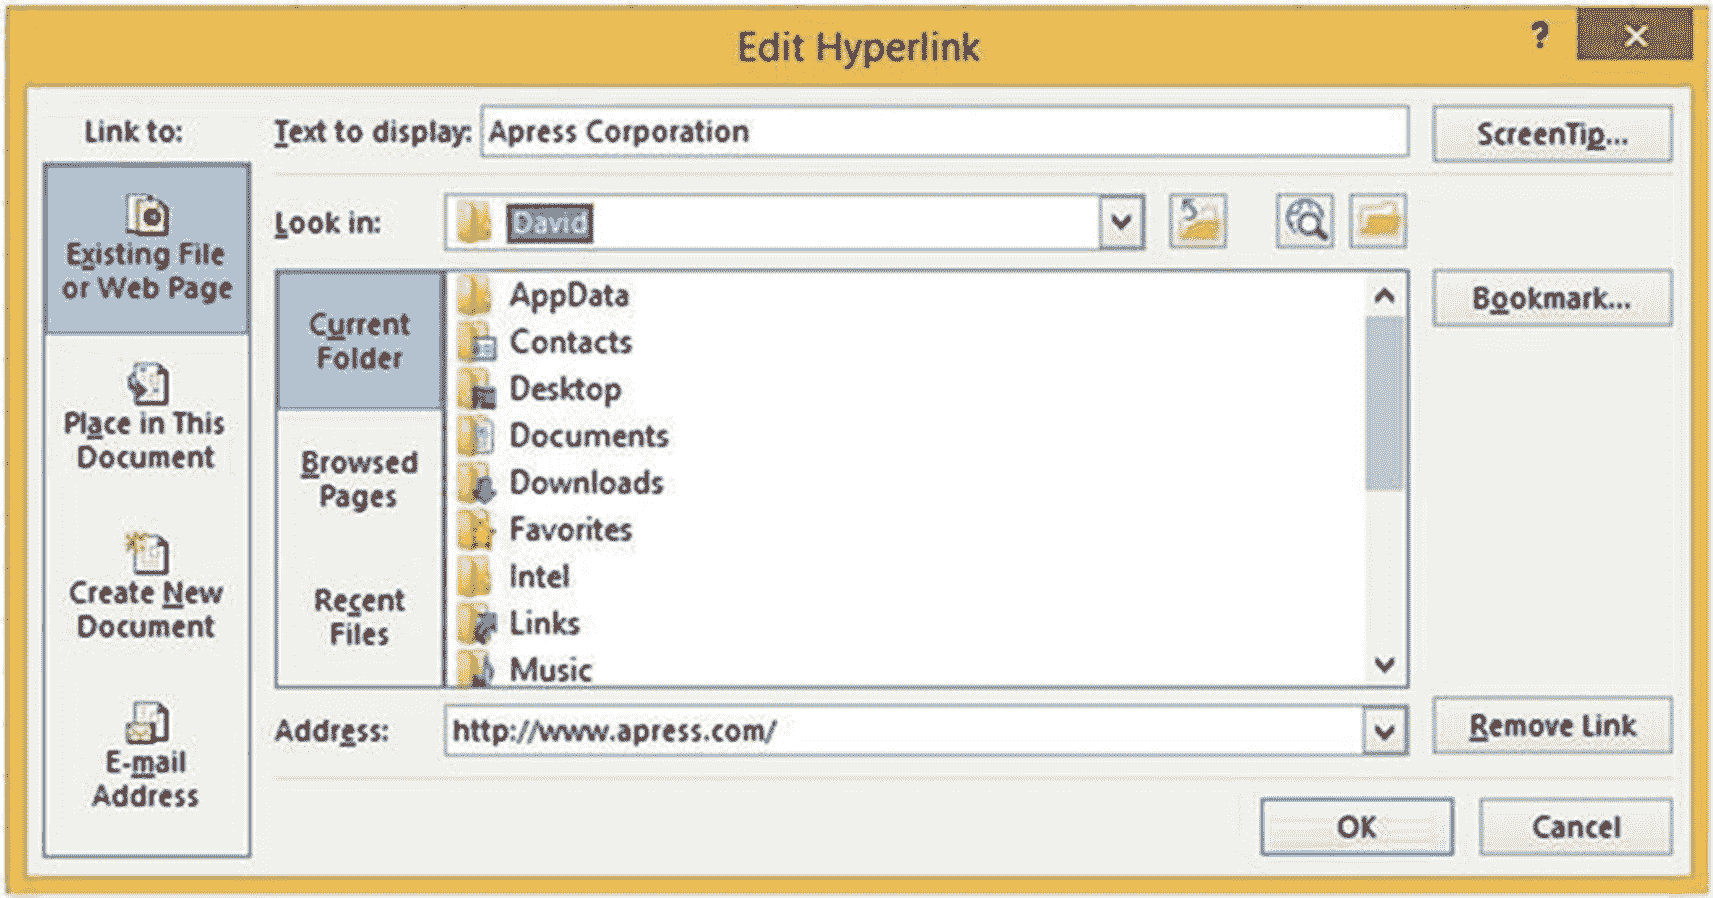 Edit Hyperlink
?
Link to:
Text to display: Apress Corporation
ScreenTip...
Existing File
or Web Page
Look in: David
Current
Folder
AppData
Contacts
Desktop
Documents
Downloads
Favorites
Intel
Links
Music
Bookmark...
Place in This
Document
Browsed
Pages
Create New
Document
Recent
Files
E-mail
Address
Address: http://www.apress.com/
Remove Link
OK
Cancel